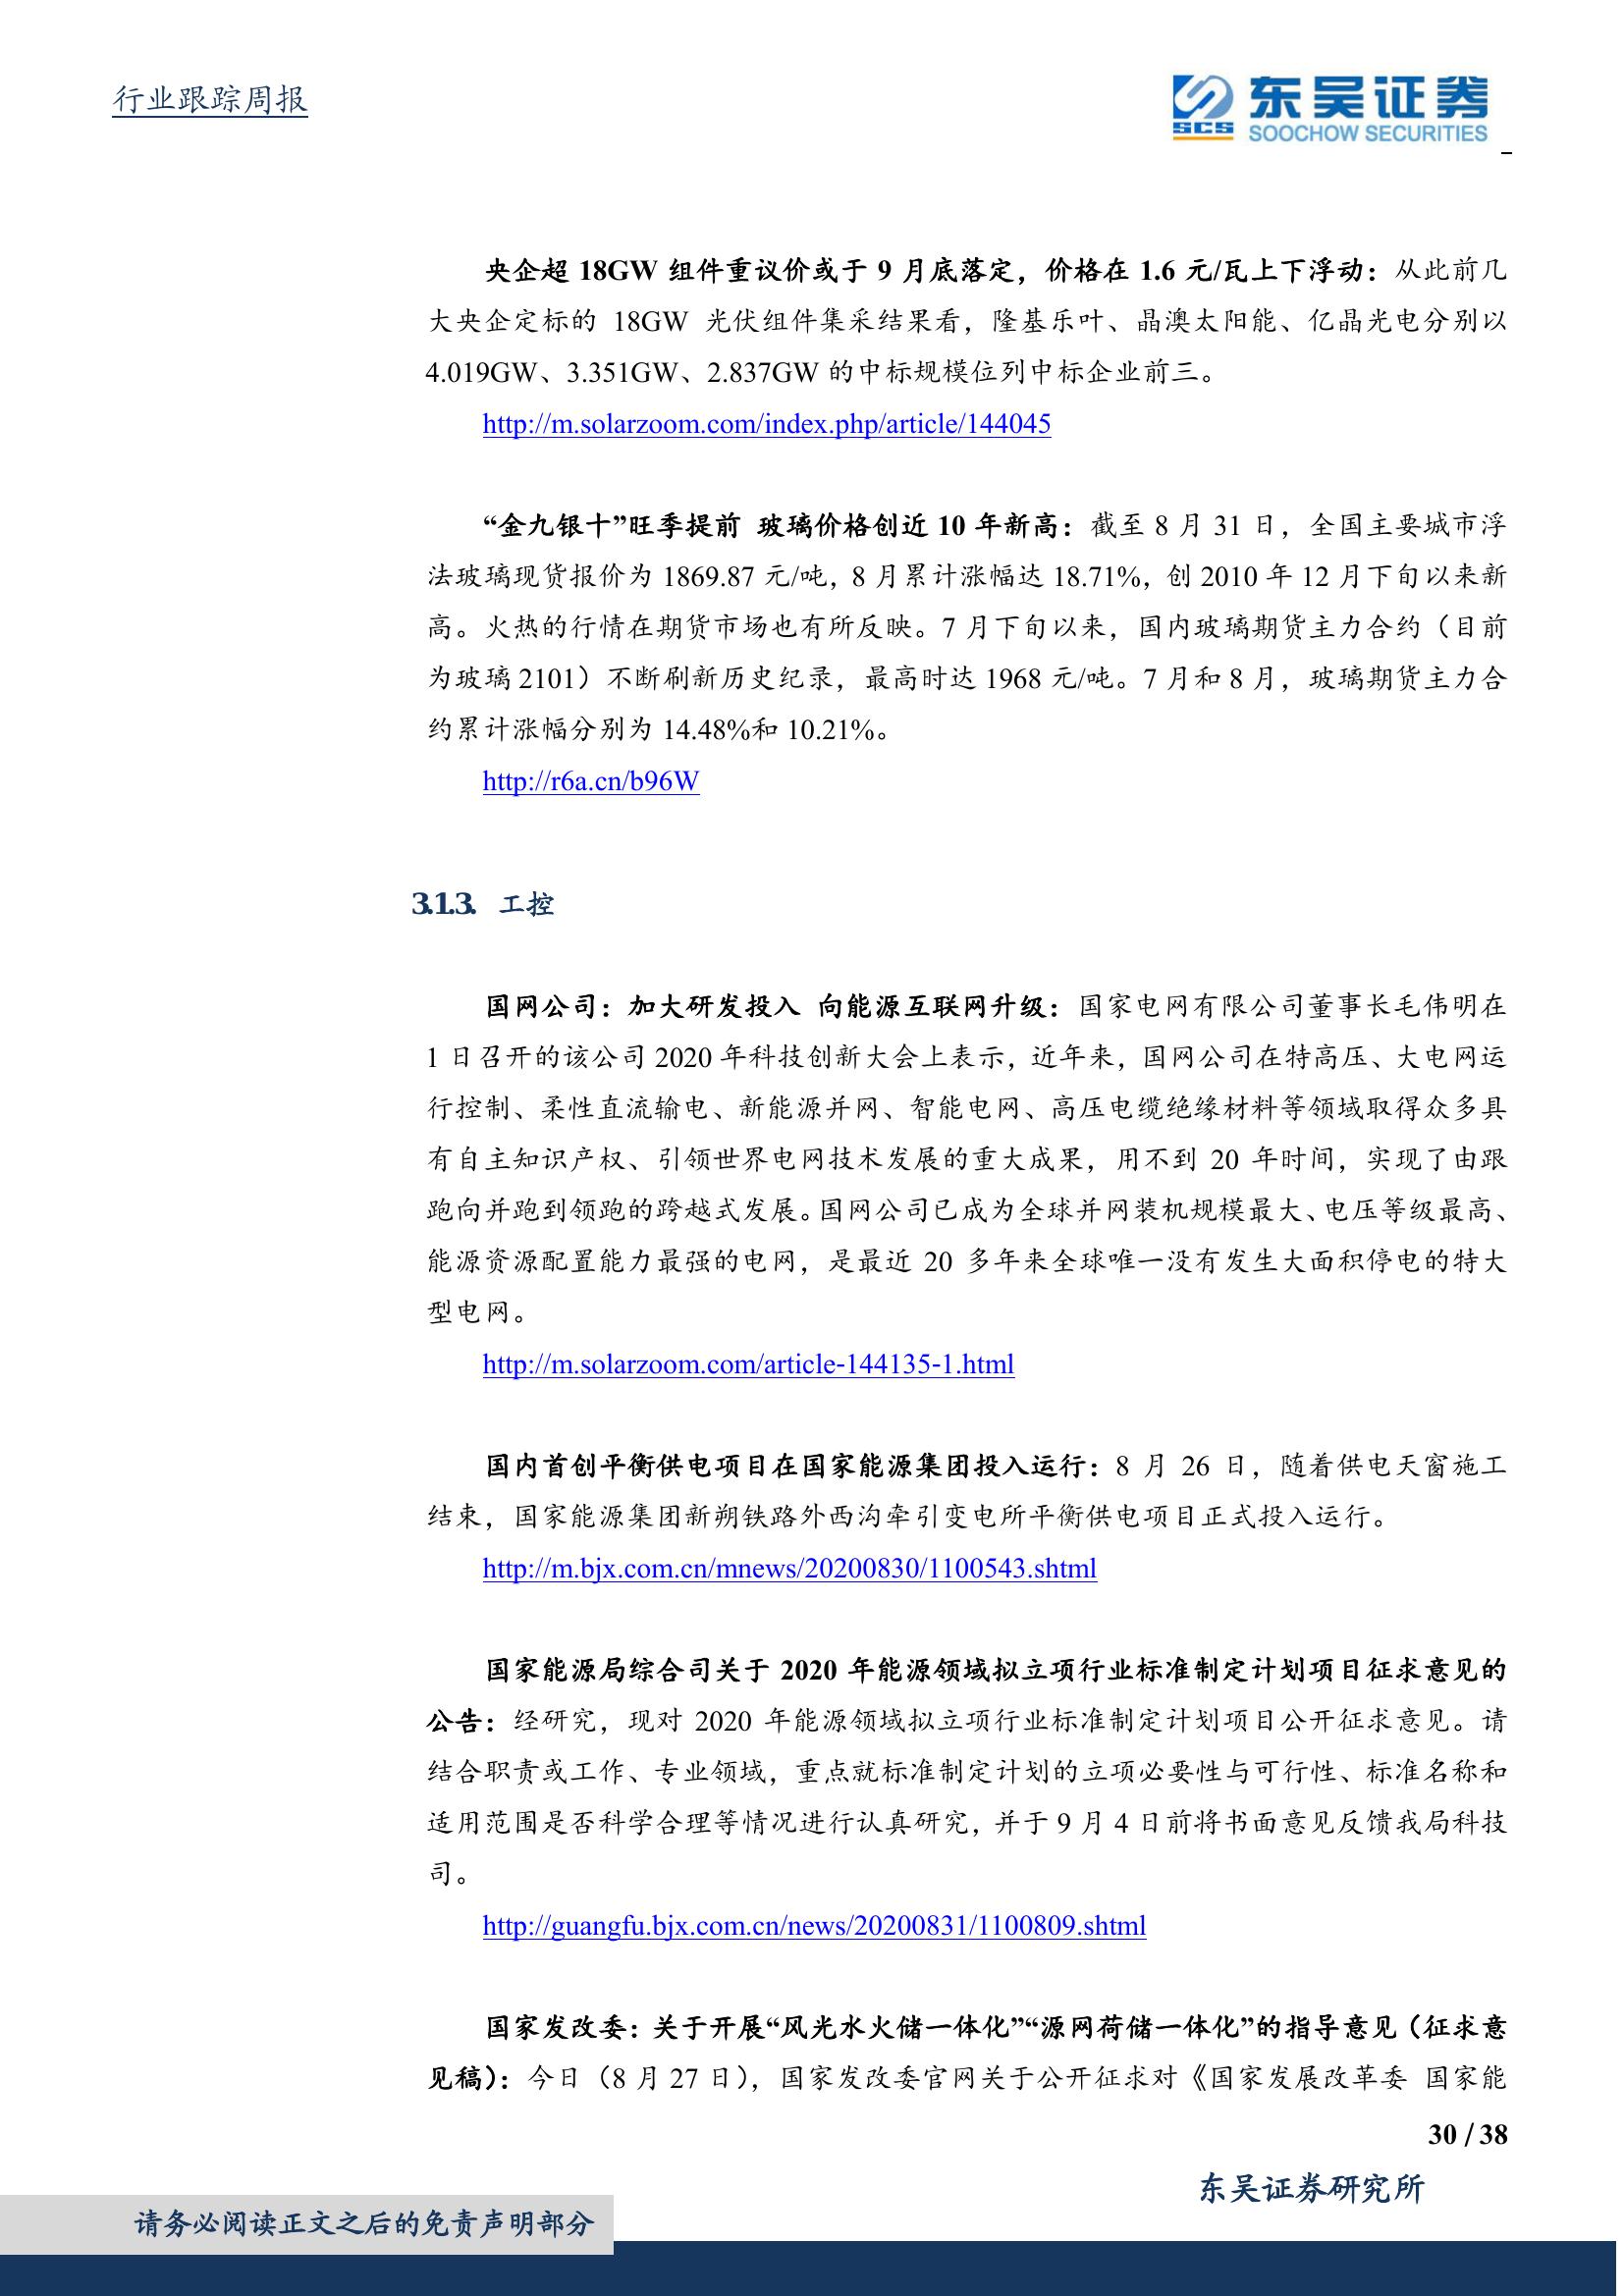 行业跟踪周报
SCS 东吴证券
SOOCHOW SECURITIES
央企超 18GW 组件重议价或于 9 月底落定，价格在 1.6 元/瓦上下浮动：从此前几
大央企定标的 18GW 光伏组件集采结果看，隆基乐叶、晶澳太阳能、亿晶光电分别以
4.019GW、3.351GW、2.837GW 的中标规模位列中标企业前三。
http://m.solarzoom.com/index.php/article/144045
“金九银十”旺季提前 玻璃价格创近 10 年新高：截至 8 月 31 日，全国主要城市浮
法玻璃现货报价为 1869.87 元/吨，8 月累计涨幅达 18.71%，创 2010 年 12 月下旬以来新
高。火热的行情在期货市场也有所反映。7 月下旬以来，国内玻璃期货主力合约（目前
为玻璃 2101）不断刷新历史纪录，最高时达 1968 元/吨。7 月和 8 月，玻璃期货主力合
约累计涨幅分别为 14.48%和 10.21%。
http://r6a.cn/b96W
3.1.3. 工控
国网公司：加大研发投入 向能源互联网升级：国家电网有限公司董事长毛伟明在
1 日召开的该公司 2020 年科技创新大会上表示，近年来，国网公司在特高压、大电网运
行控制、柔性直流输电、新能源并网、智能电网、高压电缆绝缘材料等领域取得众多具
有自主知识产权、引领世界电网技术发展的重大成果，用不到 20 年时间，实现了由跟
跑向并跑到领跑的跨越式发展。国网公司已成为全球并网装机规模最大、电压等级最高、
能源资源配置能力最强的电网，是最近 20 多年来全球唯一没有发生大面积停电的特大
型电网。
http://m.solarzoom.com/article-144135-1.html
国内首创平衡供电项目在国家能源集团投入运行：8 月 26 日，随着供电天窗施工
结束，国家能源集团新朔铁路外西沟牵引变电所平衡供电项目正式投入运行。
http://m.bjx.com.cn/mnews/20200830/1100543.shtml
国家能源局综合司关于 2020 年能源领域拟立项行业标准制定计划项目征求意见的
公告：经研究，现对 2020 年能源领域拟立项行业标准制定计划项目公开征求意见。请
结合职责或工作、专业领域，重点就标准制定计划的立项必要性与可行性、标准名称和
适用范围是否科学合理等情况进行认真研究，并于 9 月 4 日前将书面意见反馈我局科技
司。
http://guangfu.bjx.com.cn/news/20200831/1100809.shtml
国家发改委：关于开展“风光水火储一体化”“源网荷储一体化”的指导意见（征求意
见稿）：今日（8 月 27 日），国家发改委官网关于公开征求对《国家发展改革委 国家能
30 / 38
东吴证券研究所
请务必阅读正文之后的免责声明部分